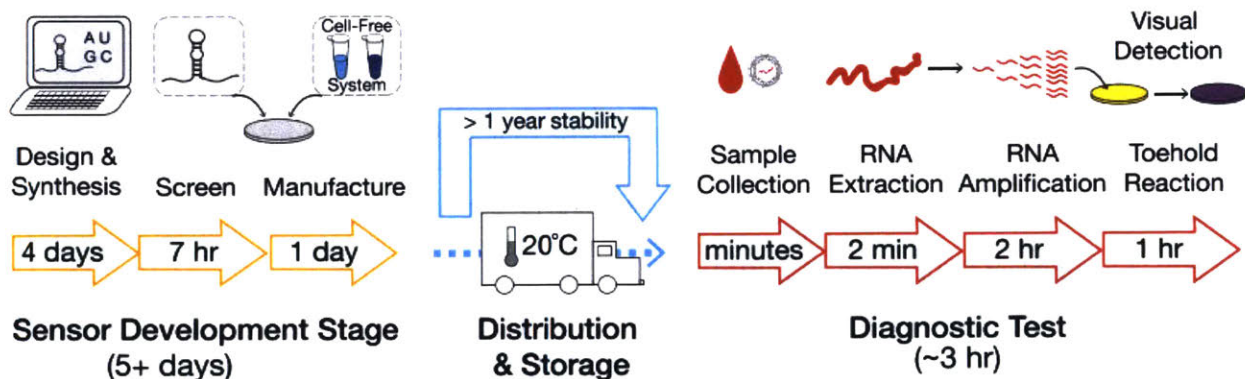 A U
G C
Cell-Free
System
Design &
Synthesis
Screen
Manufacture
4 days
7 hr
1 day
Sensor Development Stage
(5+ days)
> 1 year stability
20°C
Distribution
& Storage
Visual
Detection
Sample
Collection
RNA
Extraction
RNA
Amplification
Toehold
Reaction
minutes
2 min
2 hr
1 hr
Diagnostic Test
(~3 hr)